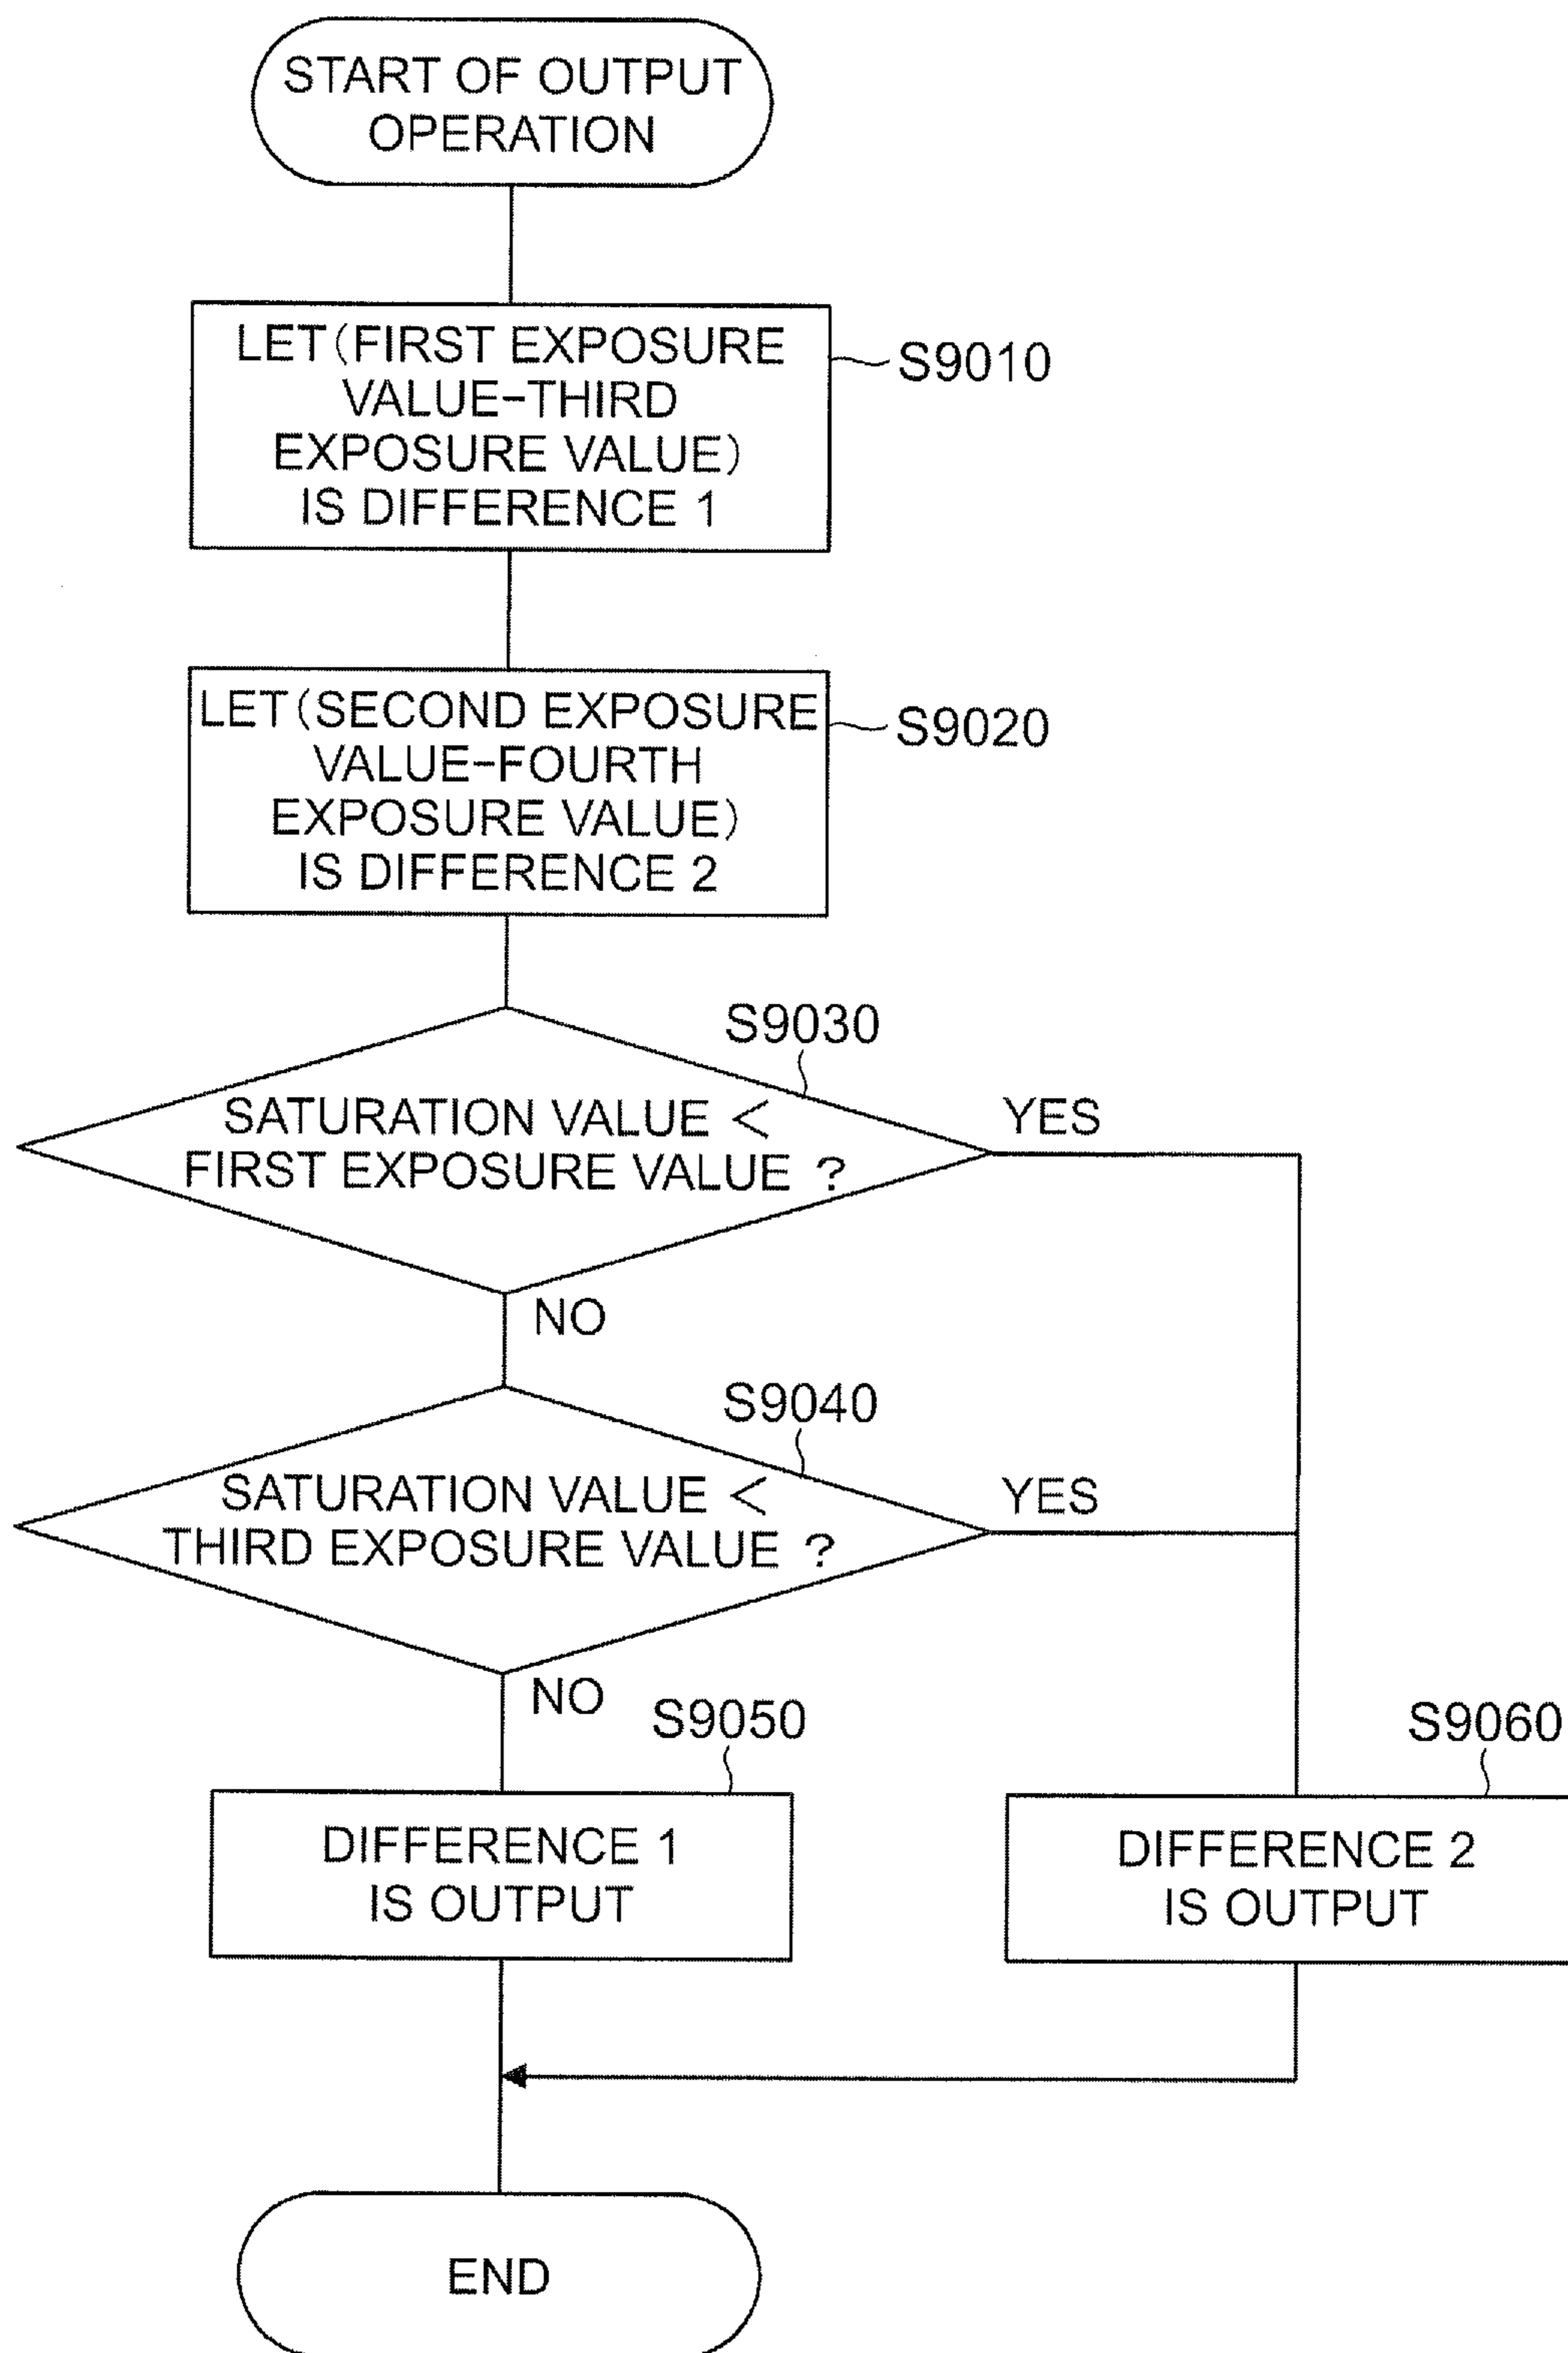 START OF OUTPUT
OPERATION
LET(FIRST EXPOSURE
VALUE-THIRD
EXPOSURE VALUE)
IS DIFFERENCE 1
S9010
LET(SECOND EXPOSURE
VALUE-FOURTH
EXPOSURE VALUE)
IS DIFFERENCE 2
S9020
S9030
SATURATION VALUE <
FIRST EXPOSURE VALUE ?
YES
NO
S9040
SATURATION VALUE <
THIRD EXPOSURE VALUE ?
YES
NO
S9050
DIFFERENCE 1
IS OUTPUT
S9060
DIFFERENCE 2
IS OUTPUT
END